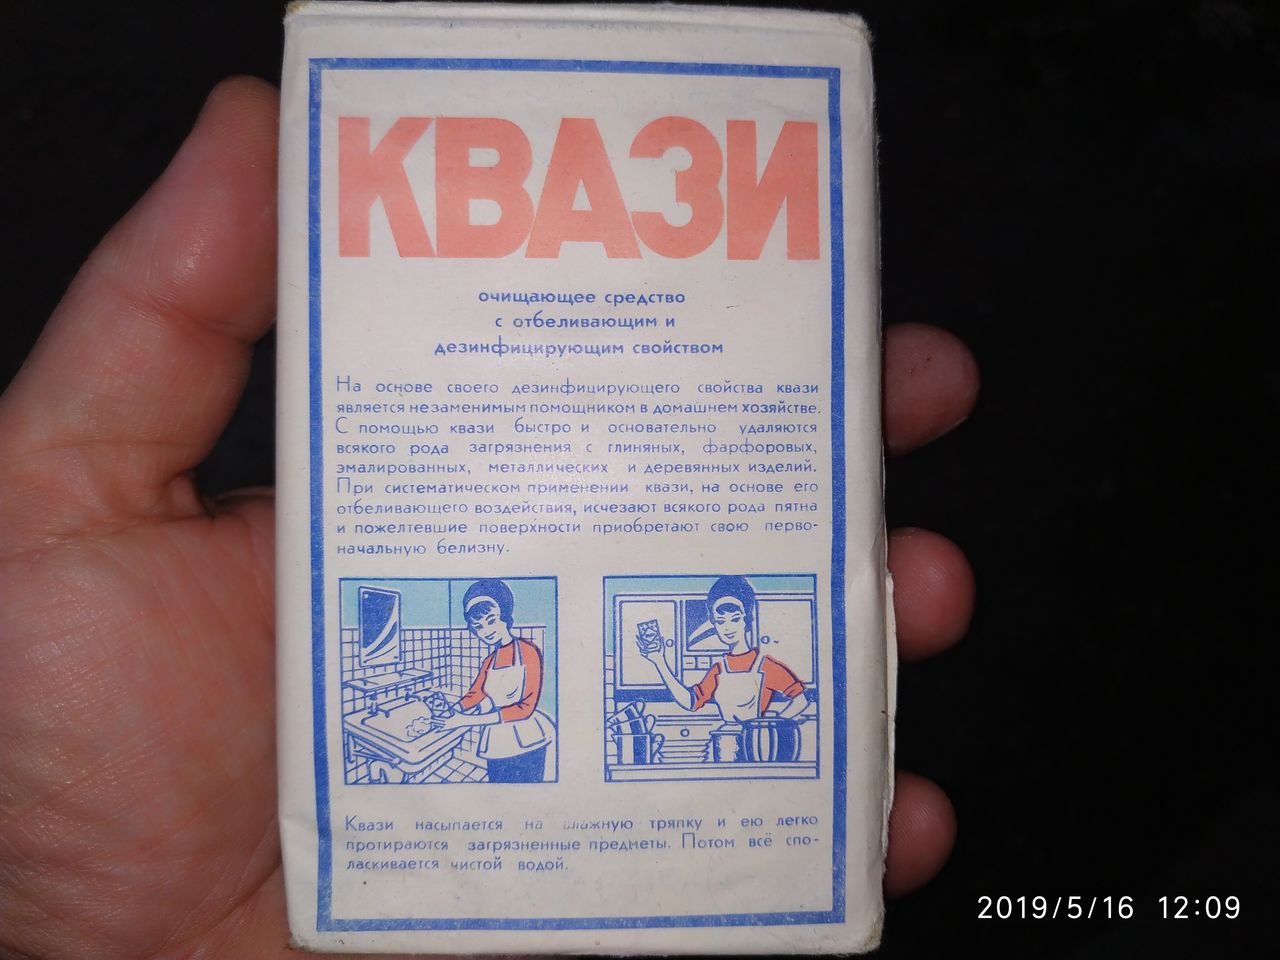 КВАЗИ
очищающее средство
с отбеливающим и
дезинфицирующим свойством
На основе своего дезинфицирующего свойства квази
является незаменимым помощником в домашнем хозяйстве.
С помощью квази быстро и основательно удаляются
всякого рода загрязнения с глиняных, фарфоровых,
эмалированных, металлических и деревянных изделий.
При систематическом применении квази, на основе его
отбеливающего воздействия, исчезают всякого рода пятна
и пожелтевшие поверхности приобретают свою перво-
начальную белизну.
Квази насыпается на влажную тряпку и ею легко
протираются загрязненные предметы. Потом всё спо-
ласкивается чистой водой.
2019/5/16 12:09